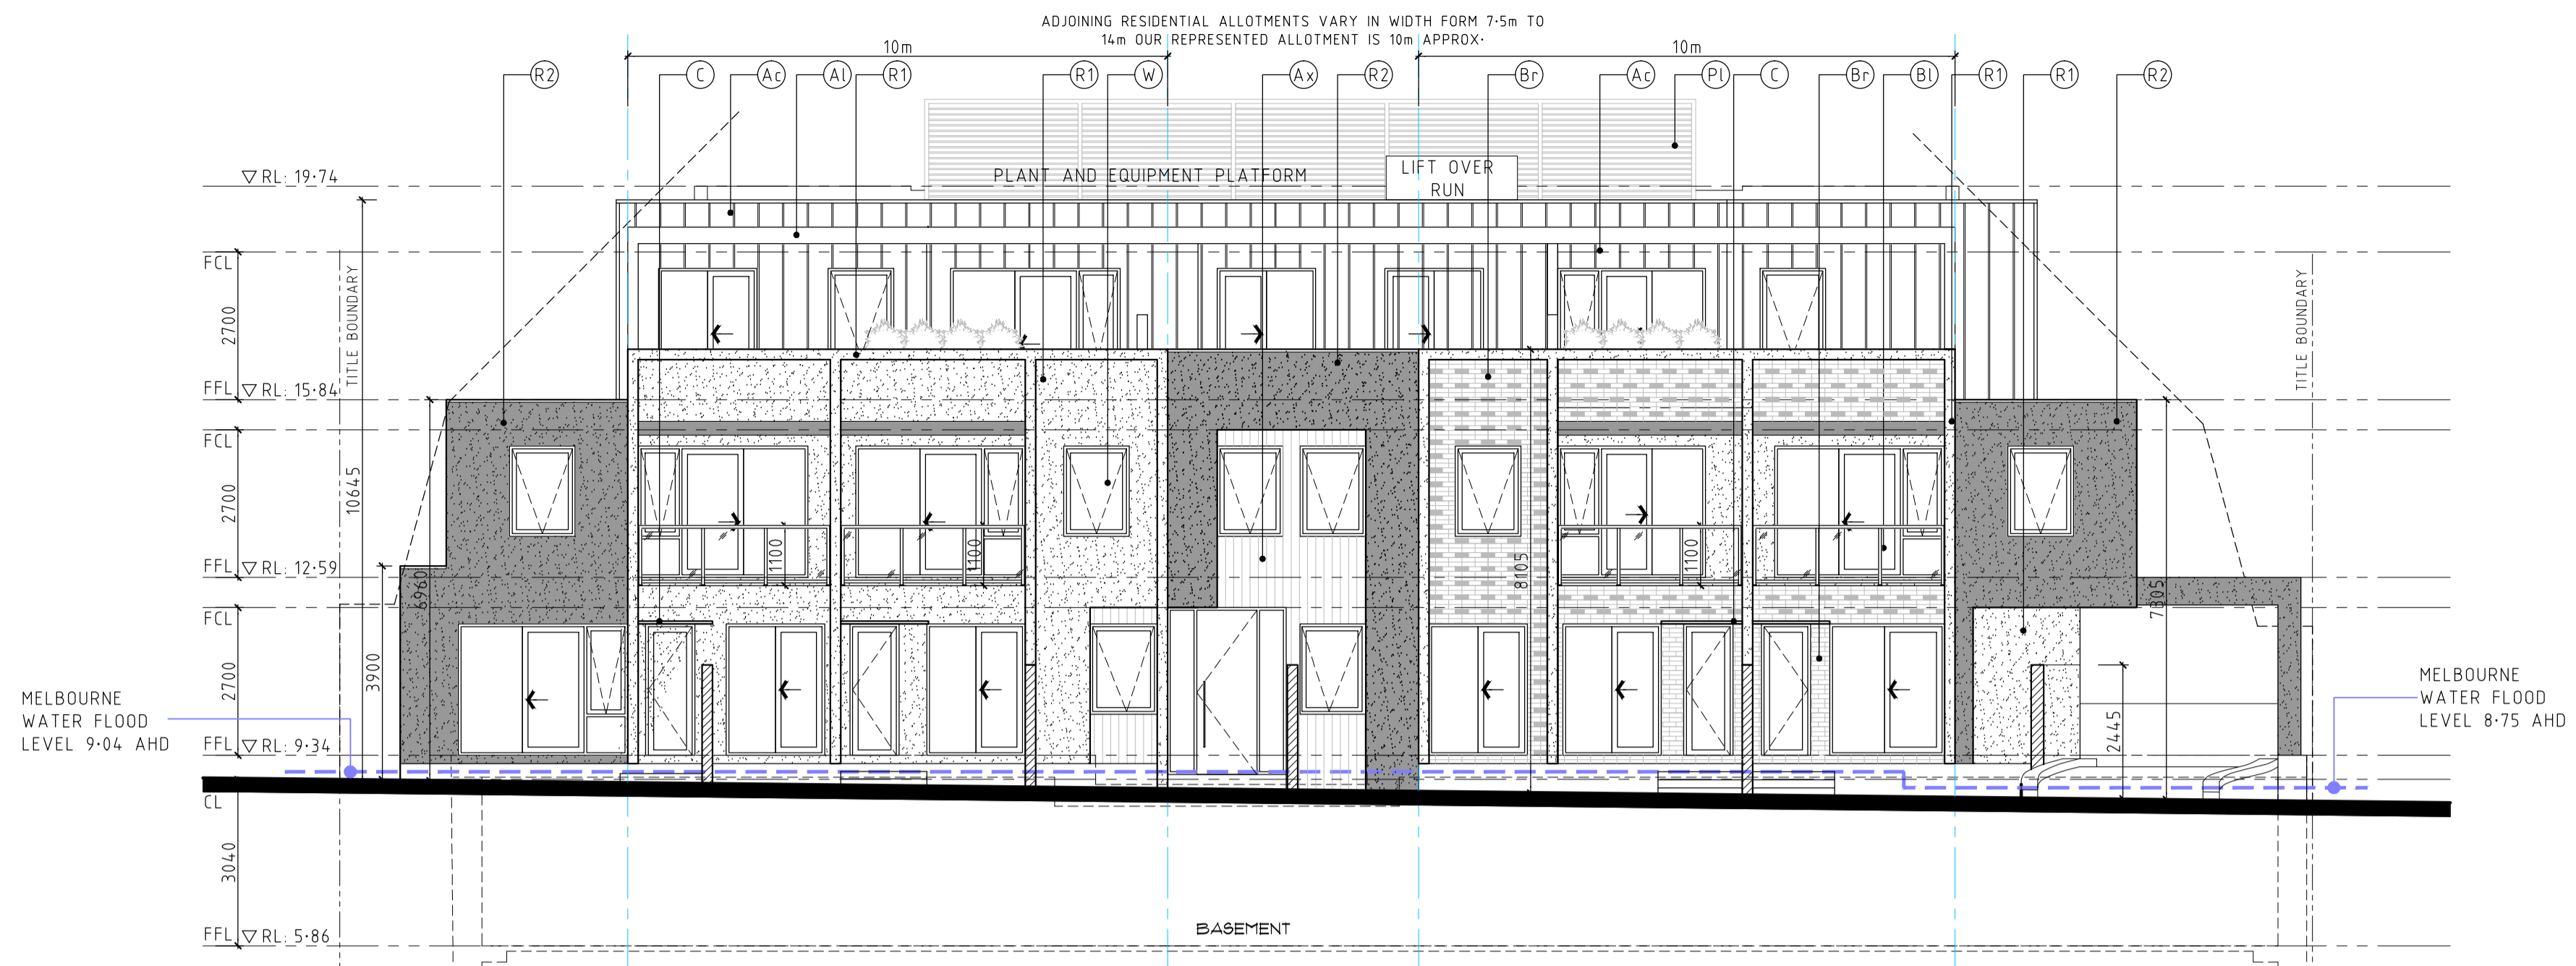 ADJOINING RESIDENTIAL ALLOTMENTS VARY IN WIDTH FORM 7·5m TO
14m OUR REPRESENTED ALLOTMENT IS 10m APPROX·
10m
10m
R2
C
Ac
Al
R1
R1
W
Ax
R2
Br
Ac
Pl
C
Br
Bl
R1
R1
R2
PLANT AND EQUIPMENT PLATFORM
LIFT OVER
RUN
RL: 19·74
FCL
2700
TITLE BOUNDARY
TITLE BOUNDARY
FFL RL: 15·84
FCL
2700
10645
FFL RL: 12·59
6960
1100
1100
8105
1100
7305
FCL
2700
3900
2445
FFL RL: 9·34
MELBOURNE
WATER FLOOD
LEVEL 9·04 AHD
MELBOURNE
WATER FLOOD
LEVEL 8·75 AHD
CL
3040
FFL RL: 5·86
BASEMENT